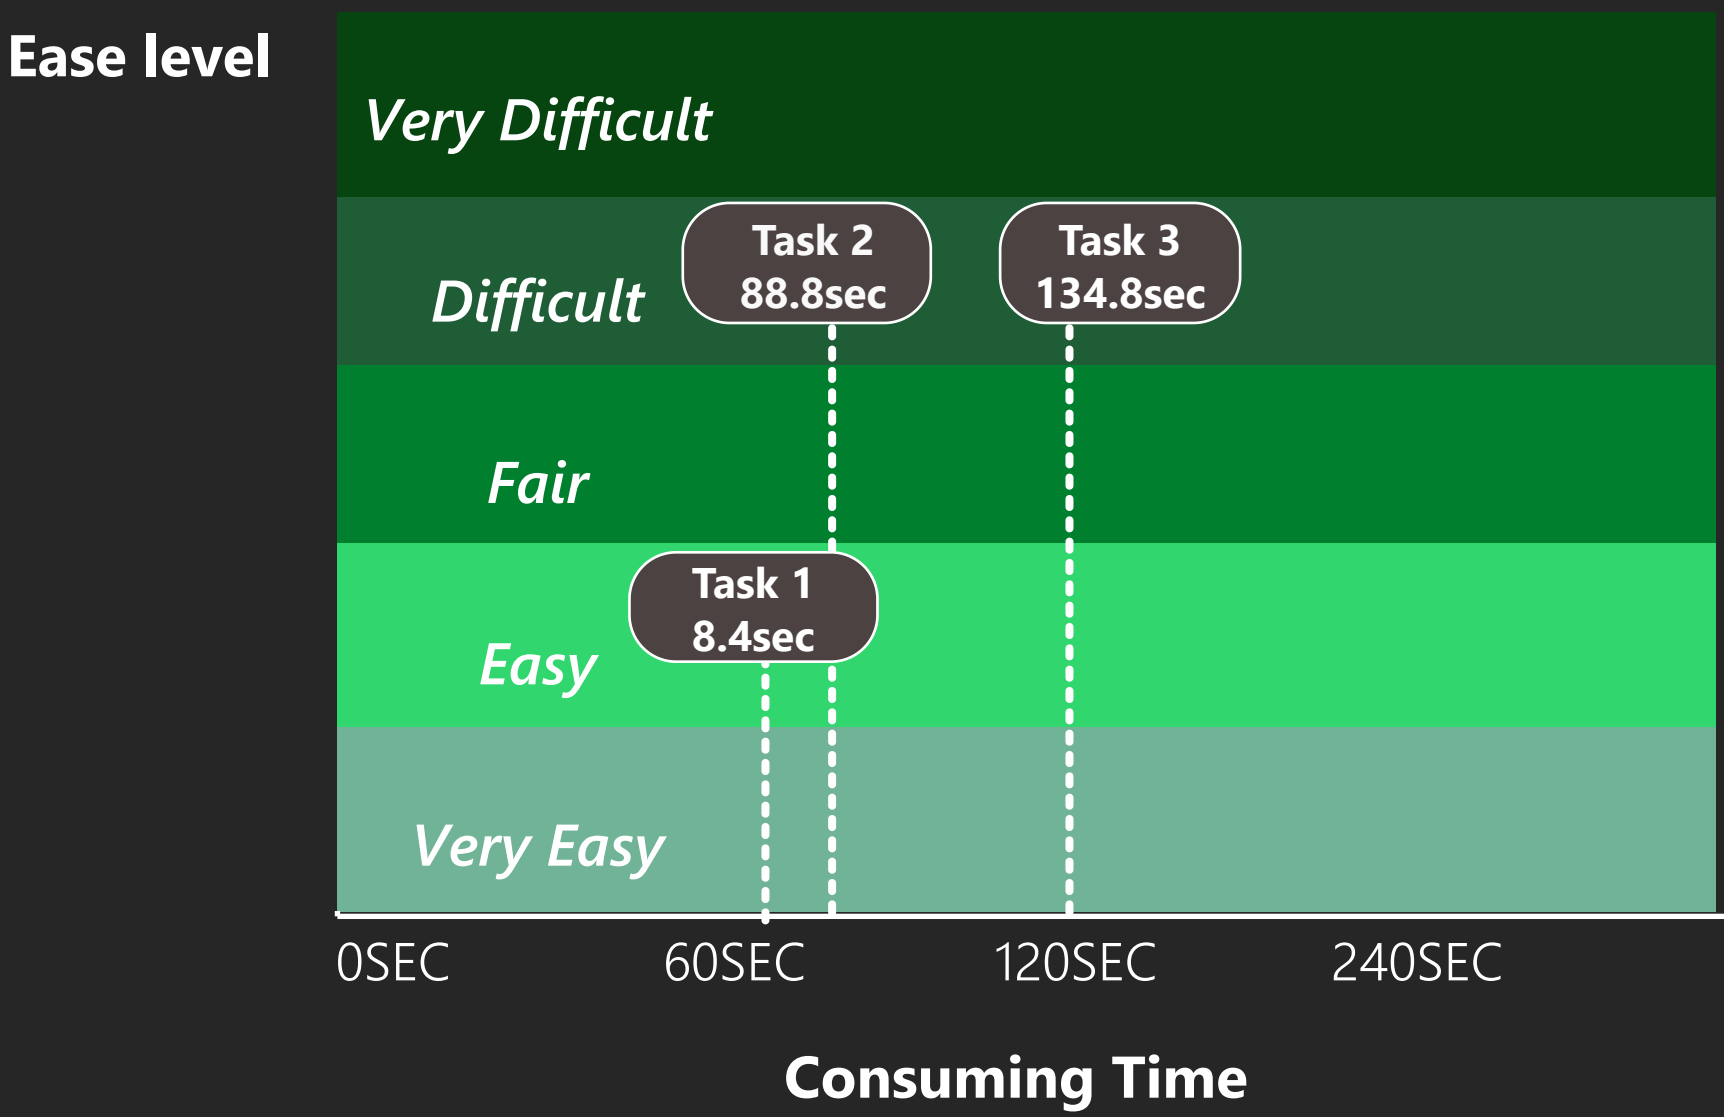 Ease level
Very Difficult
Difficult
Task 2
88.8sec
Task 3
134.8sec
Fair
Task 1
8.4sec
Easy
Very Easy
0SEC
60SEC
120SEC
240SEC
Consuming Time